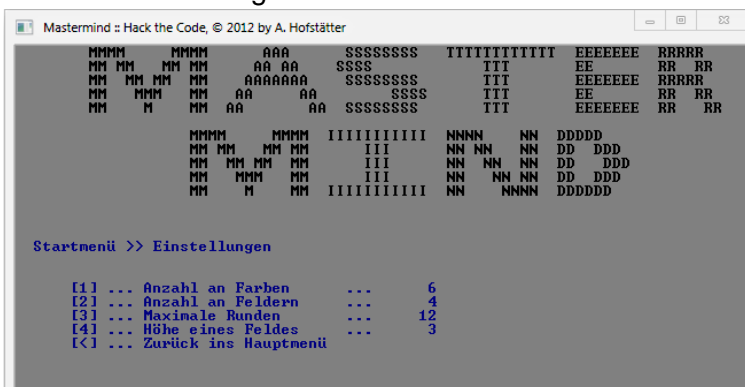 Mastermind :: Hack the Code, © 2012 by A. Hofstätter
MASTER
MIND
Startmenü >> Einstellungen
[1] ... Anzahl an Farben ... 6
[2] ... Anzahl an Feldern ... 4
[3] ... Maximale Runden ... 12
[4] ... Höhe eines Feldes ... 3
[<] ... Zurück ins Hauptmenü